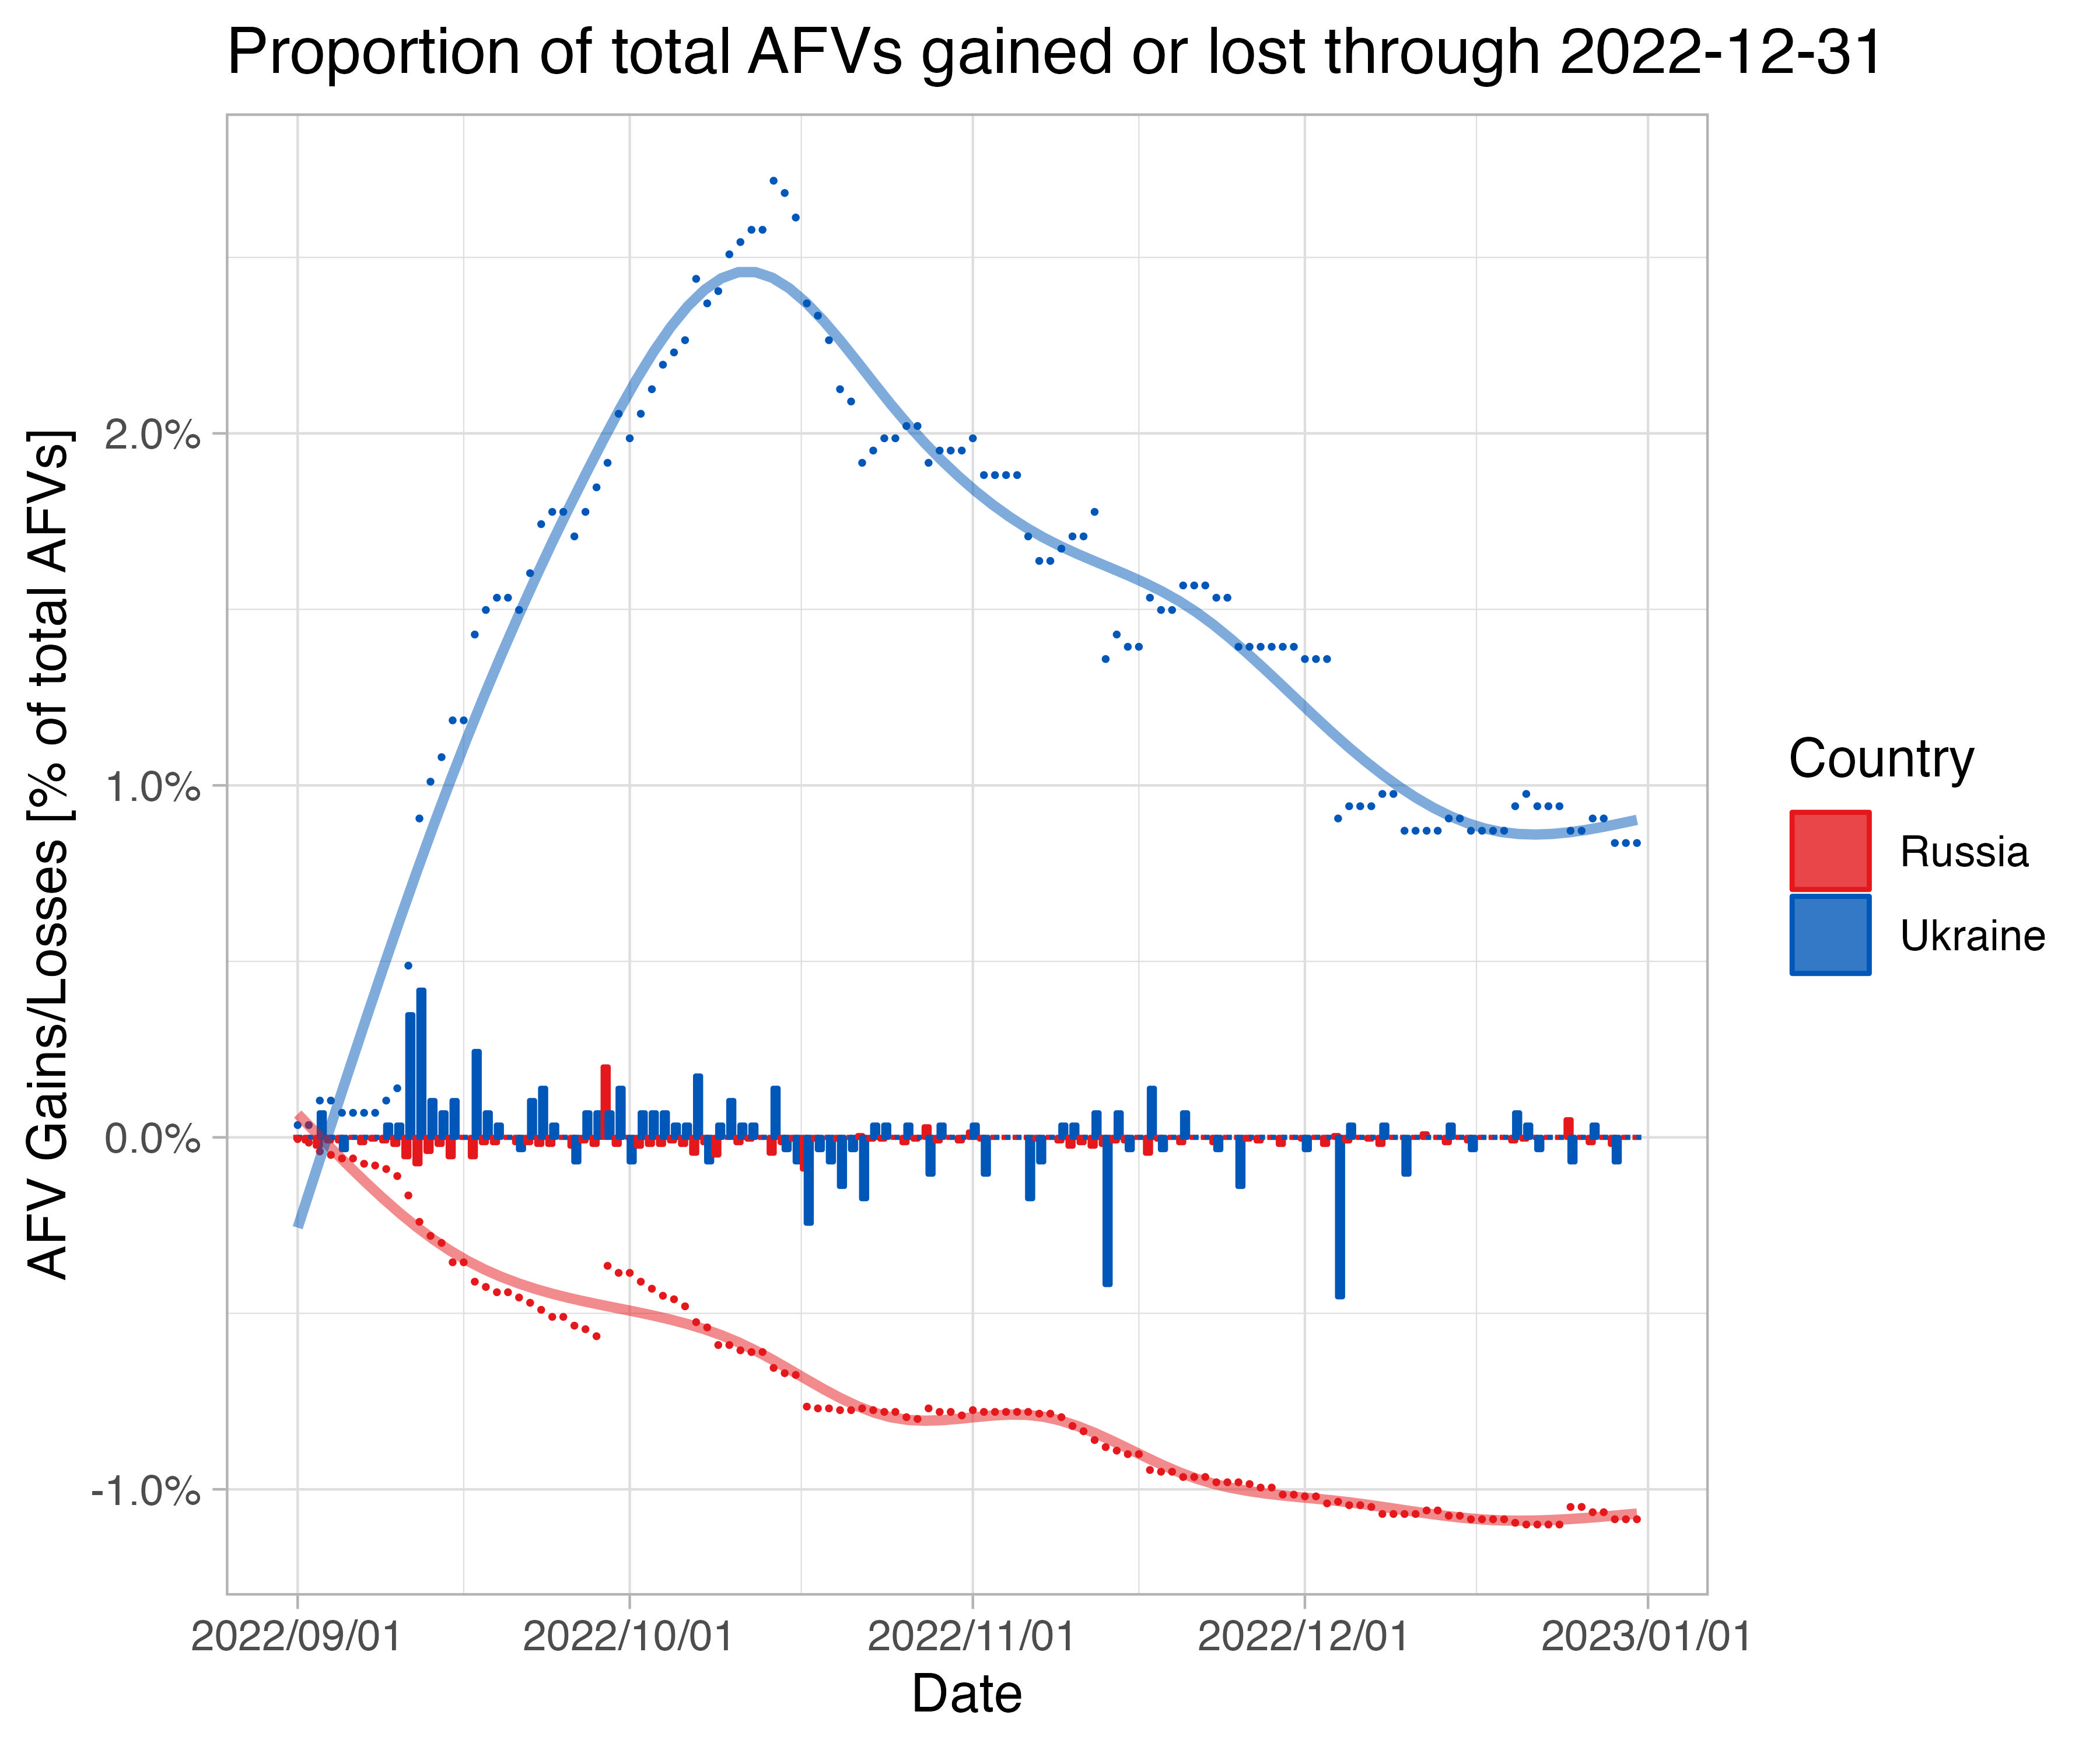 Proportion of total AFVs gained or lost through 2022-12-31
AFV Gains/Losses [% of total AFVs]
2.0%
1.0%
0.0%
-1.0%
2022/09/01
2022/10/01
2022/11/01
2022/12/01
2023/01/01
Date
Country
Russia
Ukraine